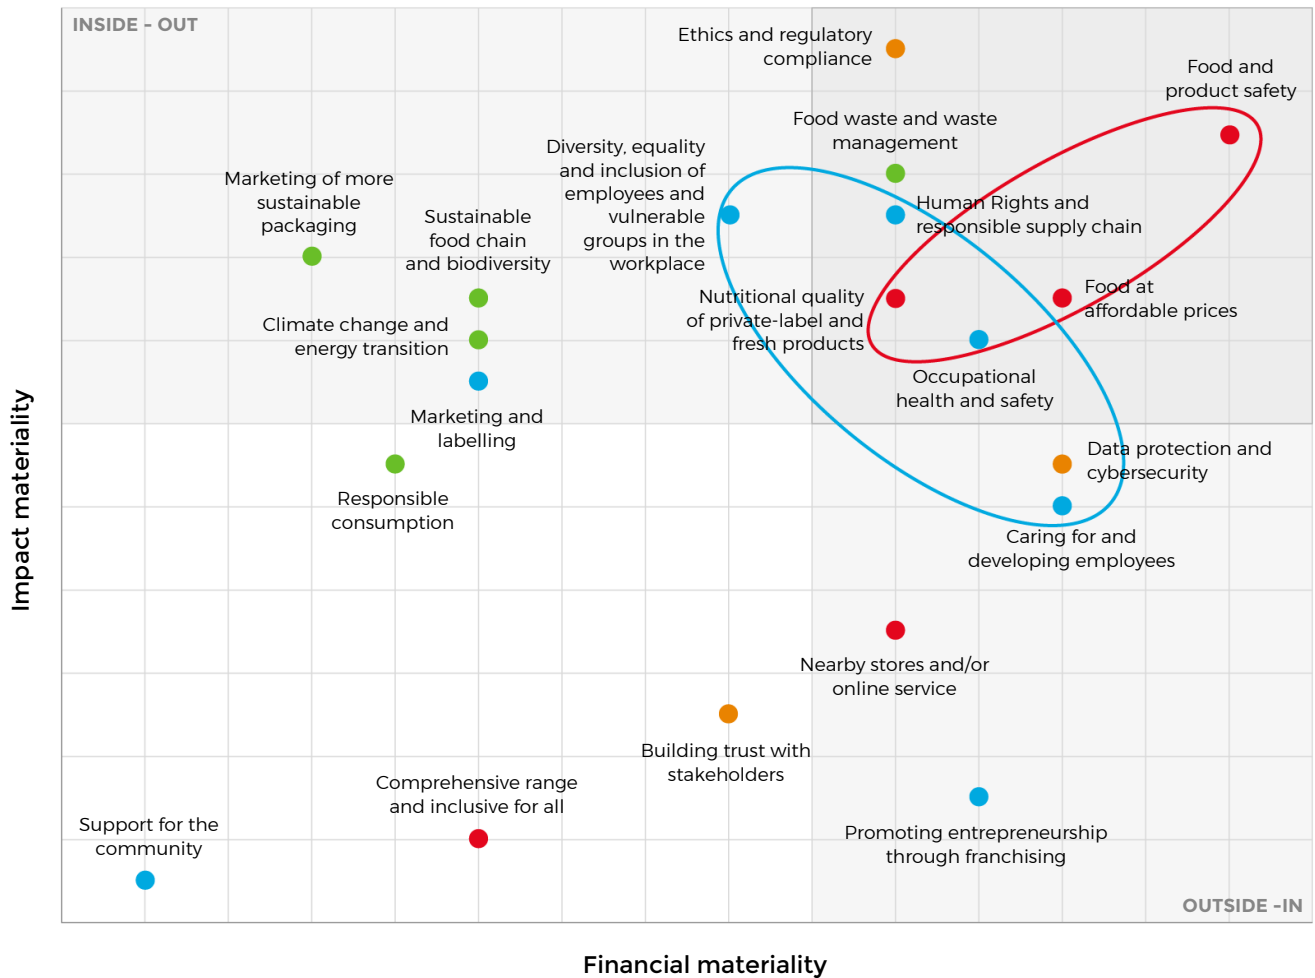 INSIDE - OUT
Ethics and regulatory
compliance
Food and
product safety
Food waste and waste
management
Diversity, equality
and inclusion of
employees and
vulnerable
groups in the
workplace
Marketing of more
sustainable
packaging
Sustainable
food chain
and biodiversity
Human Rights and
responsible supply chain
Nutritional quality
of private-label and
fresh products
Food at
affordable prices
Climate change and
energy transition
Occupational
health and safety
Marketing and
labelling
Data protection and
cybersecurity
Responsible
consumption
Caring for and
developing employees
Impact materiality
Nearby stores and/or
online service
Building trust with
stakeholders
Comprehensive range
and inclusive for all
Support for the
community
Promoting entrepreneurship
through franchising
OUTSIDE -IN
Financial materiality